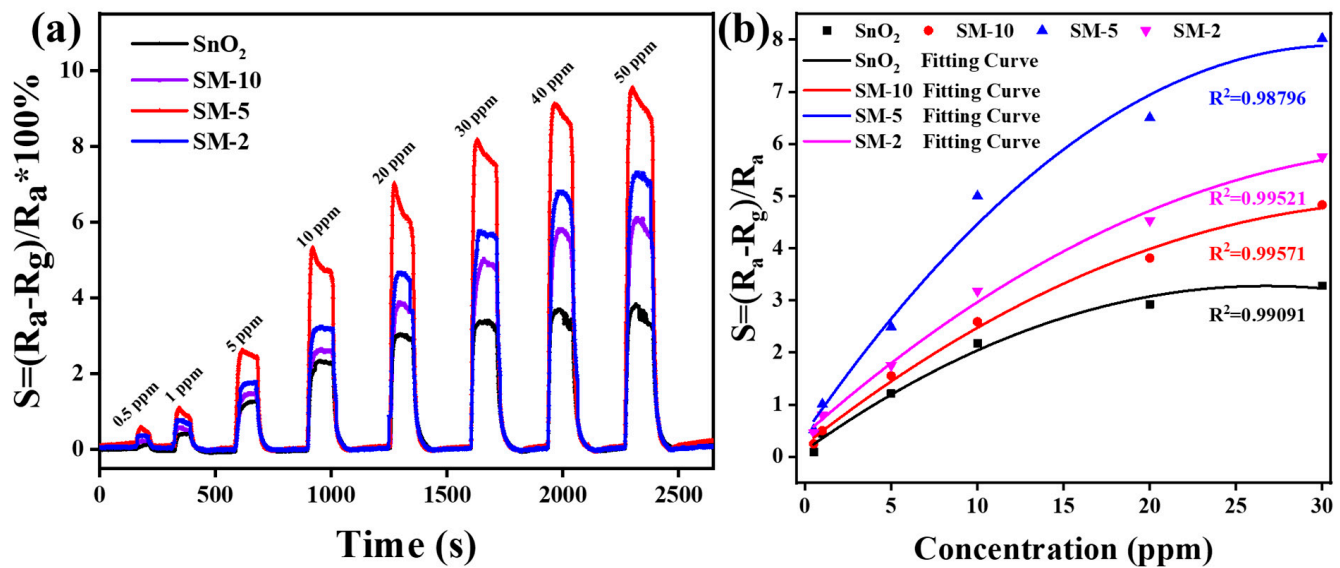 (a)
SnO₂
SM-10
SM-5
SM-2
0.5 ppm
1 ppm
5 ppm
10 ppm
20 ppm
30 ppm
40 ppm
50 ppm
10
8
6
4
2
0
0 500 1000 1500 2000 2500
S=(Rₐ-R₉)/Rₐ*100%
Time (s)
(b)
SnO₂ SM-10 SM-5 SM-2
SnO₂ Fitting Curve
SM-10 Fitting Curve
SM-5 Fitting Curve
SM-2 Fitting Curve
R²=0.98796
R²=0.99521
R²=0.99571
R²=0.99091
8
7
6
5
4
3
2
1
0
0 5 10 15 20 25 30
S=(Rₐ-R_g)/Rₐ
Concentration (ppm)